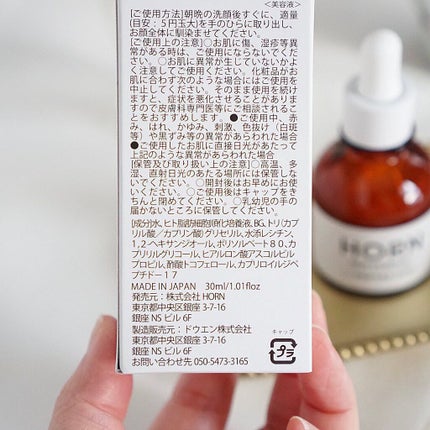 <美容液>
[ご使用方法]朝晩の洗顔後すぐに、適量
(目安:5円玉大)を手のひらに取り出し、
お顔全体に馴染ませてください。
[ご使用上の注意]○お肌に傷、湿疹等異
常がある時は、ご使用にならないでくだ
さい。○お肌に異常が生じていないかよ
く注意してご使用ください。化粧品がお
肌に合わず次のような場合にはご使用を
中止してください。そのまま使用を続け
ますと、症状を悪化させることがありま
すので皮膚科専門医等にご相談されるこ
とをおすすめします。●ご使用中、赤
み、はれ、かゆみ、刺激、色抜け(白斑
等)や黒ずみ等の異常があらわれた場合
●ご使用したお肌に直接日光があたって
上記のような異常があらわれた場合
[保管及び取り扱い上の注意]○高温、多
湿、直射日光のあたる場所には保管しな
いでください。○開封後はお早めにお使
いください。○ご使用後はキャップをき
ちんと閉めてください。○乳幼児の手の
届かないところに保管してください。
[成分]水、ヒト脂肪細胞順化培養液、BG、トリ(カプ
リル酸/カプリン酸)グリセリル、水添レシチン、
1,2-ヘキサンジオール、ポリソルベート80、カ
プリリルグリコール、ヒアルロン酸アスコルビル
プロピル、酢酸トコフェロール、カプロイルジペ
プチドー17
MADE IN JAPAN 30ml/1.01floz
発売元:株式会社 HORN
東京都中央区銀座 3-7-16
銀座 NS ビル 6F
製造販売元:ドウエン株式会社
東京都中央区銀座 3-7-16
銀座 NS ビル 6F
お問い合わせ先 050-5473-3165
キャップ
プラ
HORN